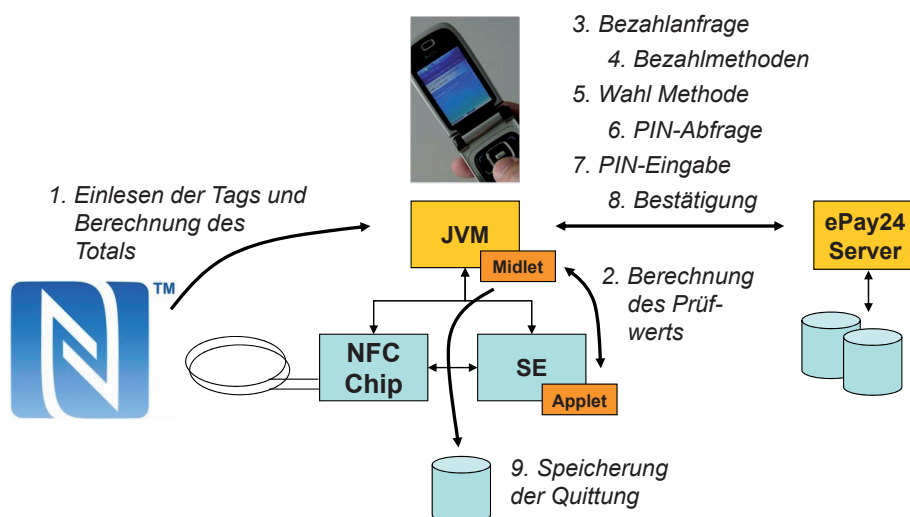 3. Bezahlanfrage
4. Bezahlmethoden
5. Wahl Methode
6. PIN-Abfrage
7. PIN-Eingabe
8. Bestätigung
1. Einlesen der Tags und
Berechnung des
Totals
TM
JVM
Midlet
ePay24
Server
2. Berechnung
des Prüf-
werts
NFC
Chip
SE
Applet
9. Speicherung
der Quittung